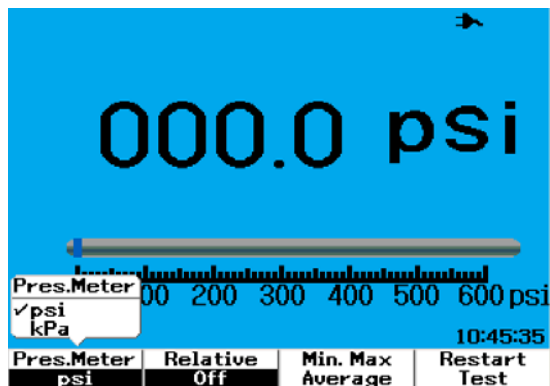 000.0 psi
00 200 300 400 500 600 psi
Pres.Meter
✓psi
kPa
10:45:35
Pres.Meter Relative Min. Max Restart
psi Off Average Test